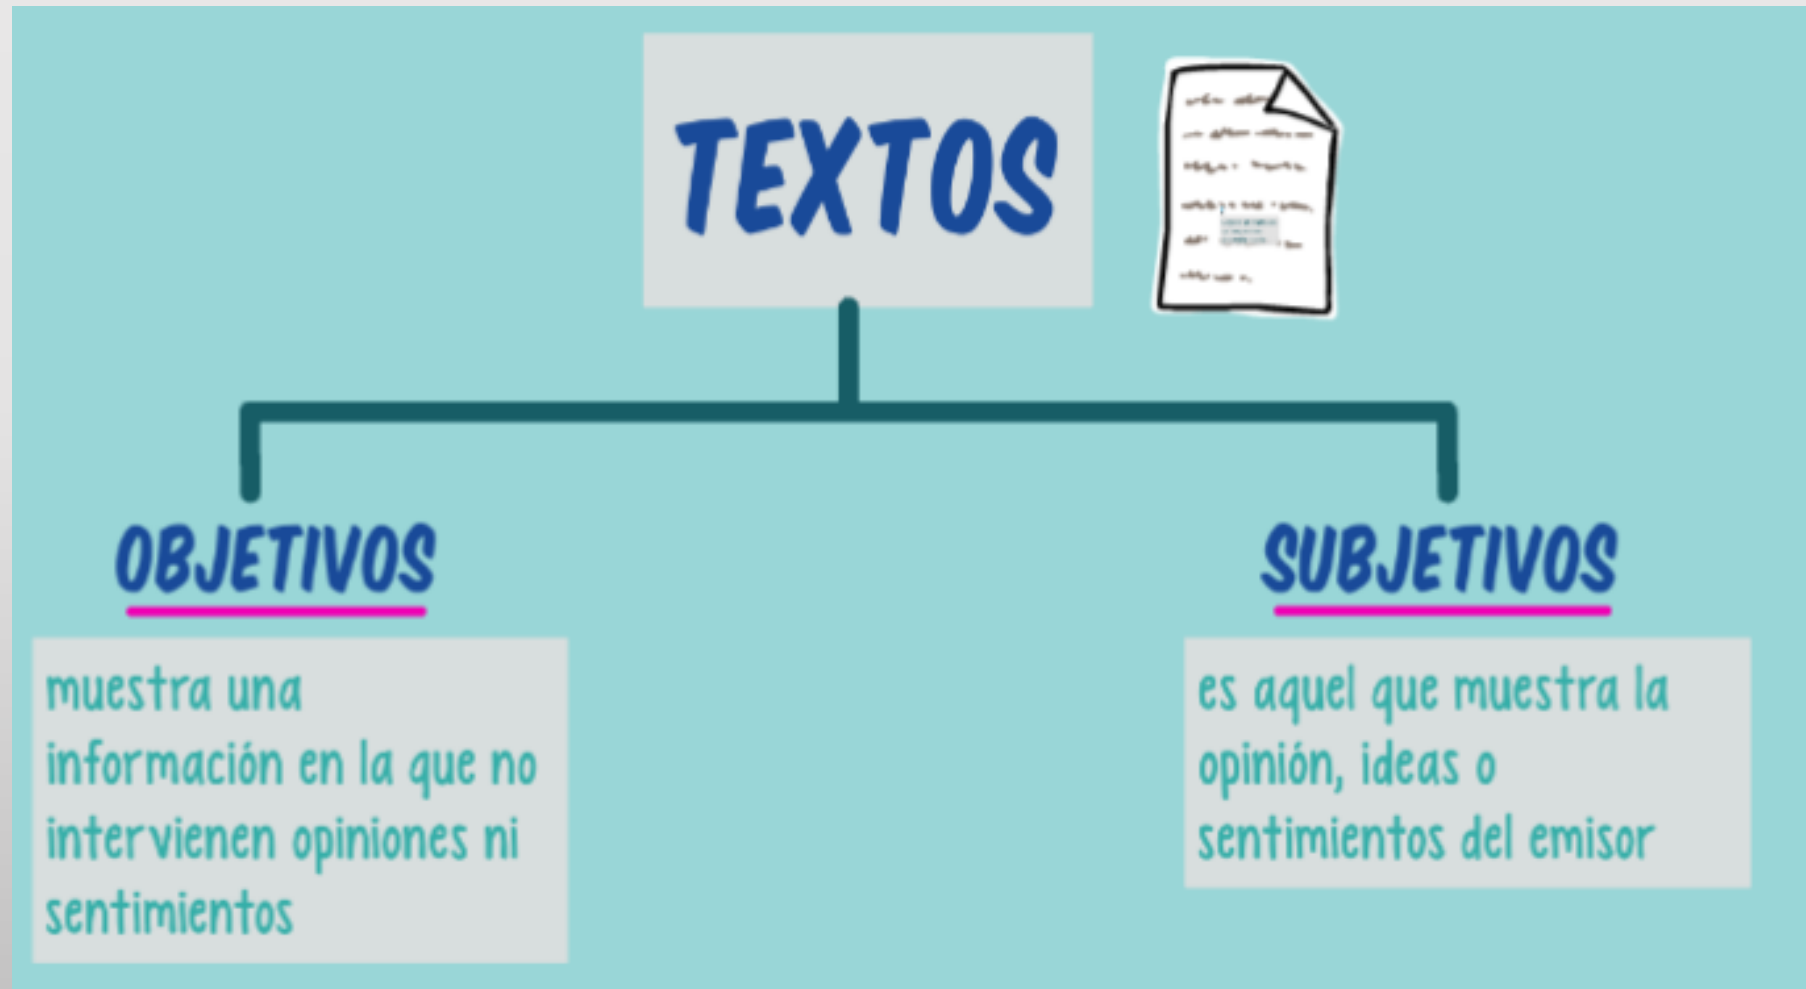 TEXTOS
OBJETIVOS
muestra una
información en la que no
intervienen opiniones ni
sentimientos
SUBJETIVOS
es aquel que muestra la
opinión, ideas o
sentimientos del emisor